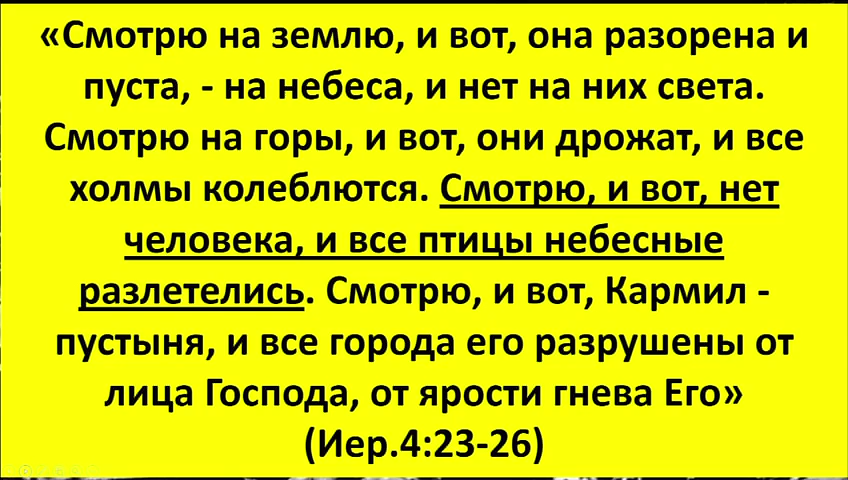 «Смотрю на землю, и вот, она разорена и
пуста, - на небеса, и нет на них света.
Смотрю на горы, и вот, они дрожат, и все
холмы колеблются. Смотрю, и вот, нет
человека, и все птицы небесные
разлетелись. Смотрю, и вот, Кармил -
пустыня, и все города его разрушены от
лица Господа, от ярости гнева Его»
(Иер.4:23-26)